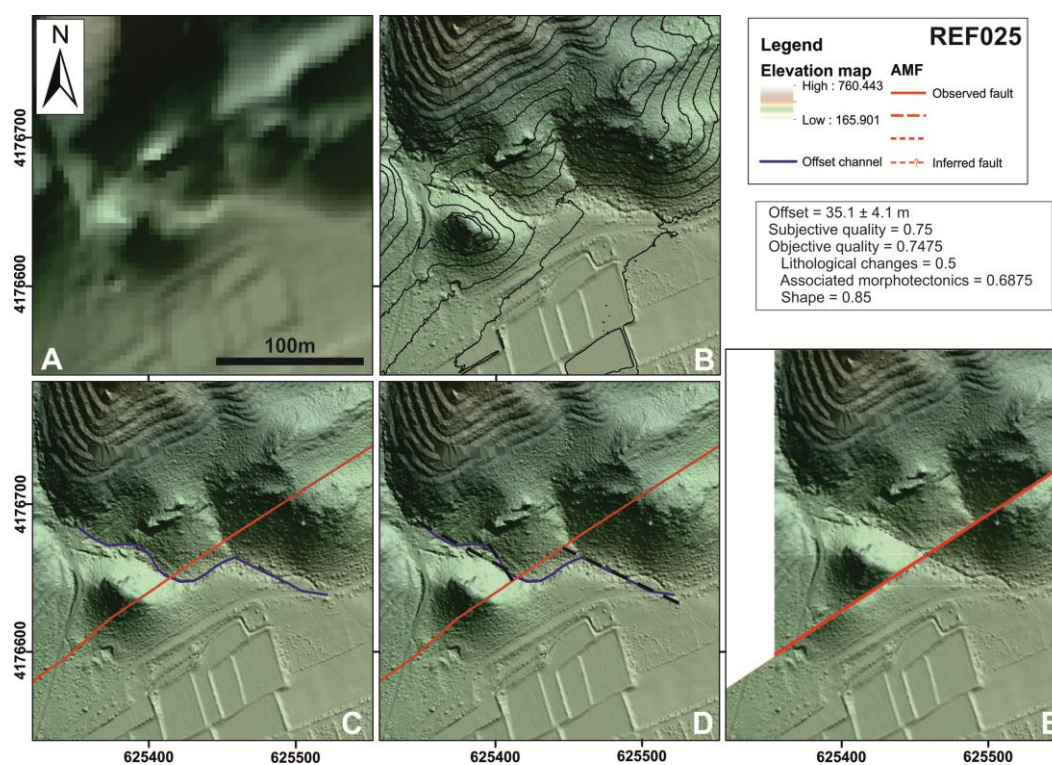 N
4176700
4176600
100m
A
B
REF025
Legend
Elevation map
AMF
High : 760.443
Low : 165.901
Observed fault
Offset channel
Inferred fault
Offset = 35.1 ± 4.1 m
Subjective quality = 0.75
Objective quality = 0.7475
Lithological changes = 0.5
Associated morphotectonics = 0.6875
Shape = 0.85
4176700
4176600
C
D
E
625400
625500
625400
625500
625400
625500